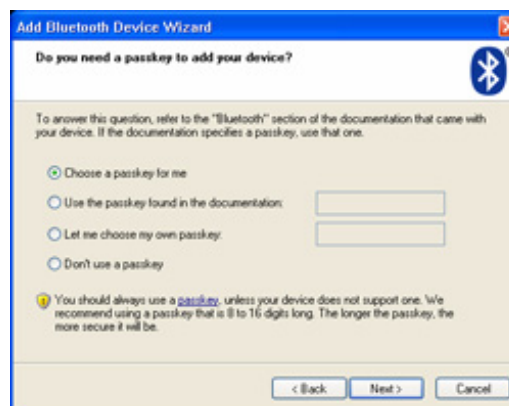 Add Bluetooth Device Wizard
Do you need a passkey to add your device?
To answer this question, refer to the "Bluetooth" section of the documentation that came with
your device. If the documentation specifies a passkey, use that one.
Choose a passkey for me
Use the passkey found in the documentation:
Let me choose my own passkey:
Don't use a passkey
You should always use a passkey, unless your device does not support one. We
recommend using a passkey that is 8 to 16 digits long. The longer the passkey, the
more secure it will be.
< Back
Next >
Cancel